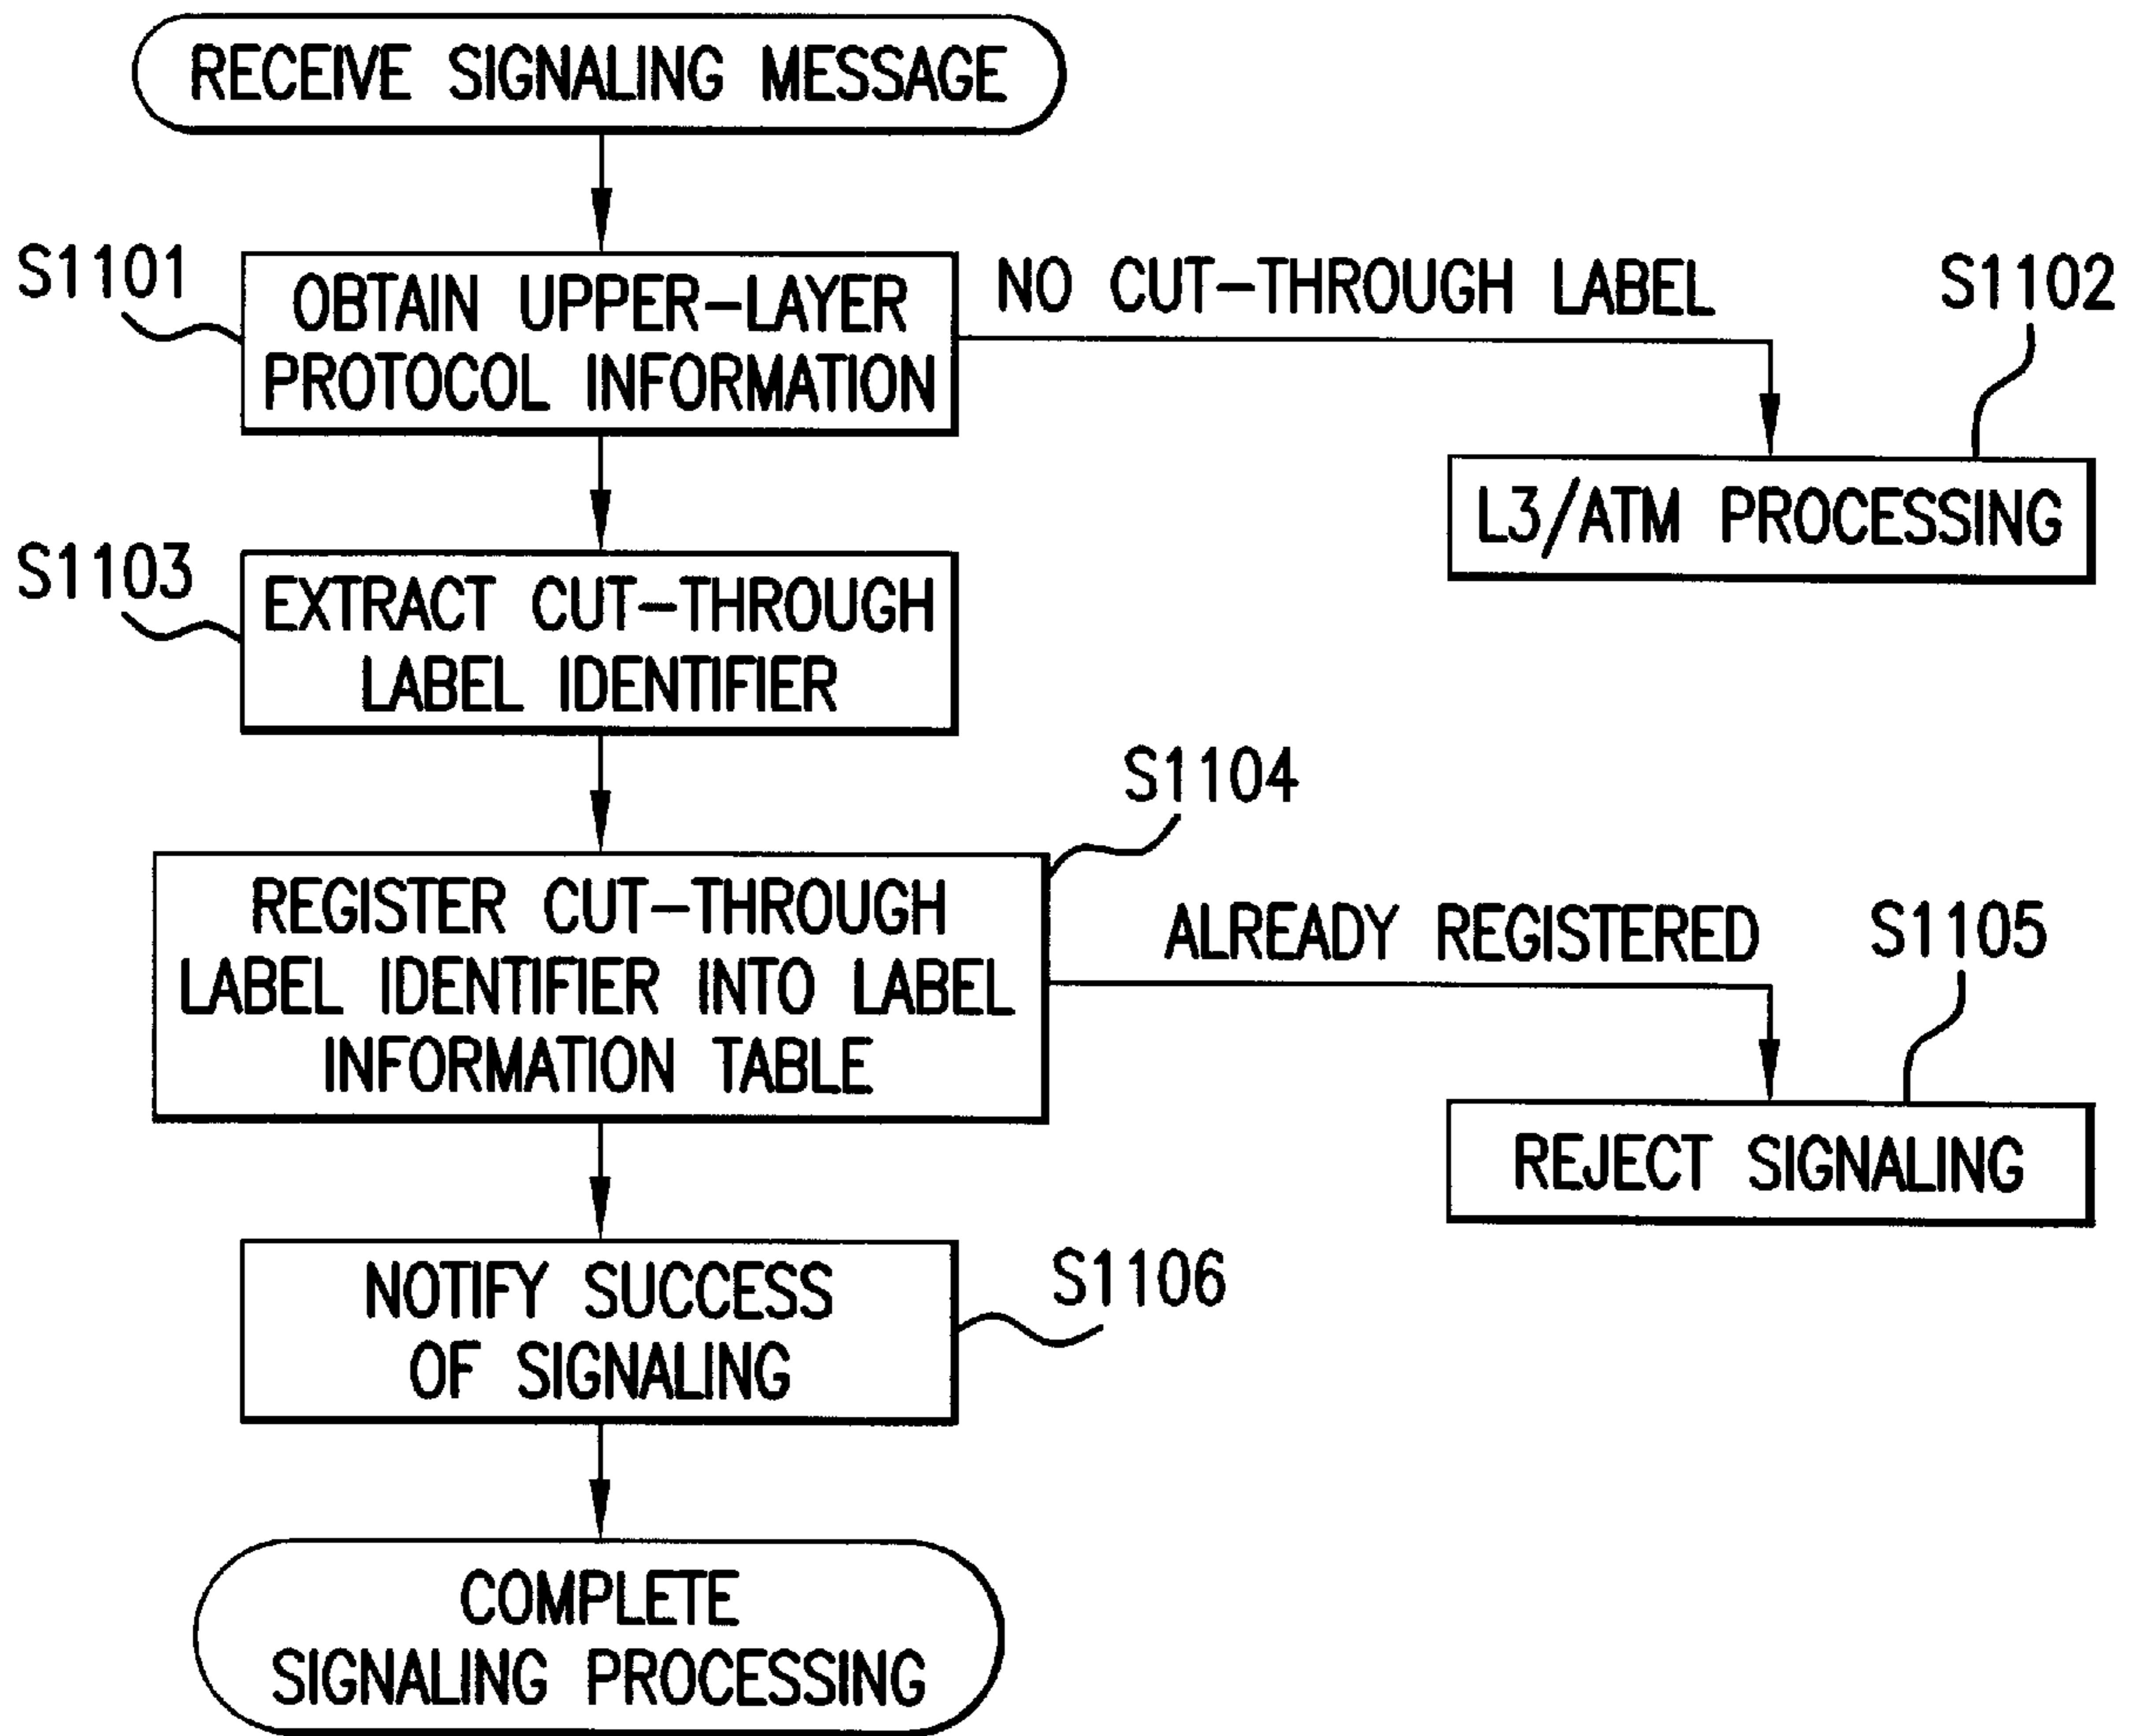 RECEIVE SIGNALING MESSAGE
S1101
OBTAIN UPPER-LAYER
PROTOCOL INFORMATION
NO CUT-THROUGH LABEL
S1102
L3/ATM PROCESSING
S1103
EXTRACT CUT-THROUGH
LABEL IDENTIFIER
S1104
REGISTER CUT-THROUGH
LABEL IDENTIFIER INTO LABEL
INFORMATION TABLE
ALREADY REGISTERED
S1105
REJECT SIGNALING
NOTIFY SUCCESS
OF SIGNALING
S1106
COMPLETE
SIGNALING PROCESSING